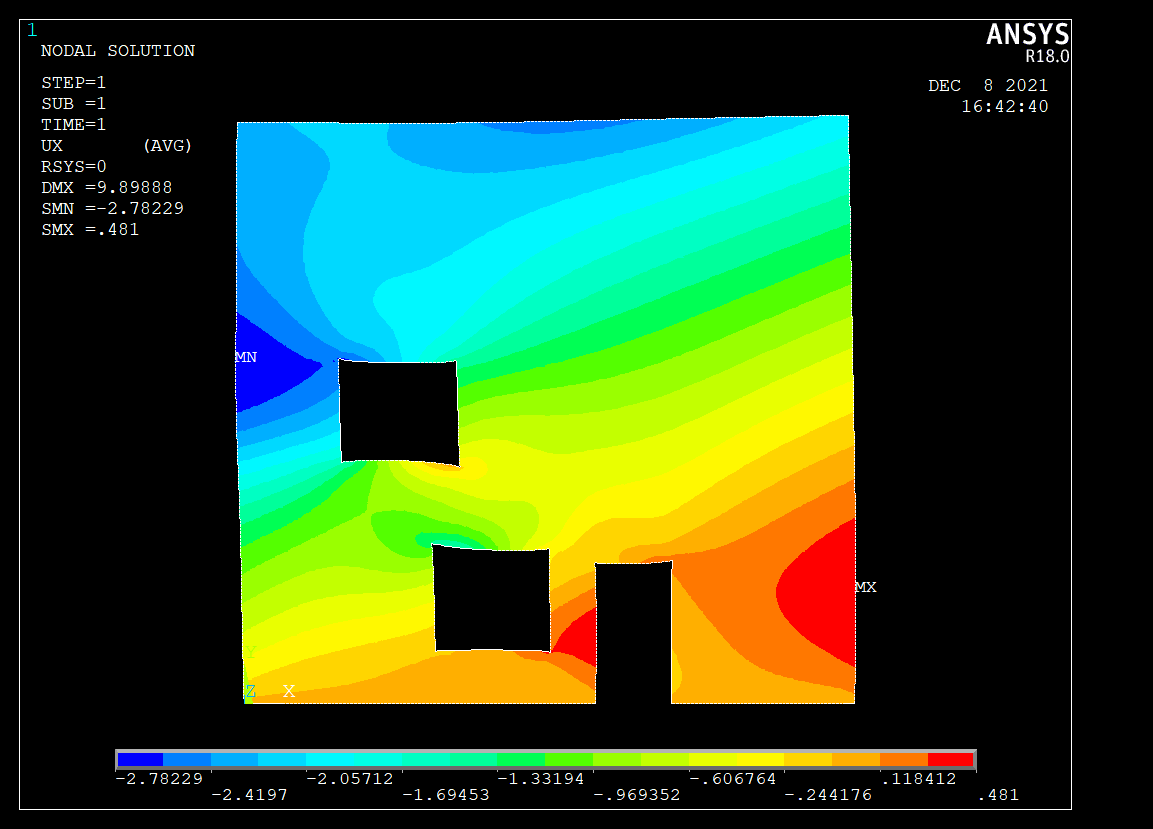 1
ANSYS
R18.0
NODAL SOLUTION
DEC 8 2021
16:42:40
STEP=1
SUB =1
TIME=1
UX (AVG)
RSYS=0
DMX =9.89888
SMN =-2.78229
SMX =.481
MN
MX
Y
Z X
-2.78229 -2.05712 -1.33194 -.606764 .118412
-2.4197 -1.69453 -.969352 -.244176 .481